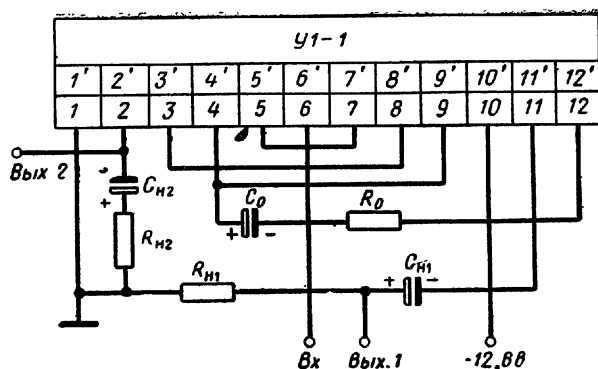 У1-1
1' 2' 3' 4' 5' 6' 7' 8' 9' 10' 11' 12'
1 2 3 4 5 6 7 8 9 10 11 12
Вых 2
Cн2
+
Rн2
C0
+ -
R0
Rн1
Cн1
+ -
Вх
Вых.1
-12,6в